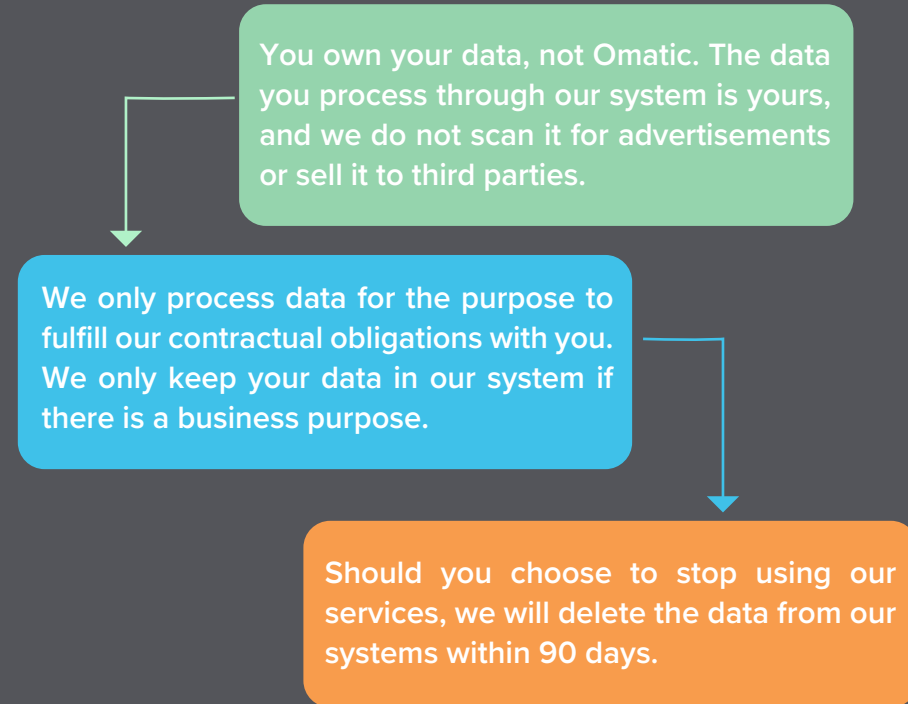 You own your data, not Omatic. The data
you process through our system is yours,
and we do not scan it for advertisements
or sell it to third parties.
We only process data for the purpose to
fulfill our contractual obligations with you.
We only keep your data in our system if
there is a business purpose.
Should you choose to stop using our
services, we will delete the data from our
systems within 90 days.